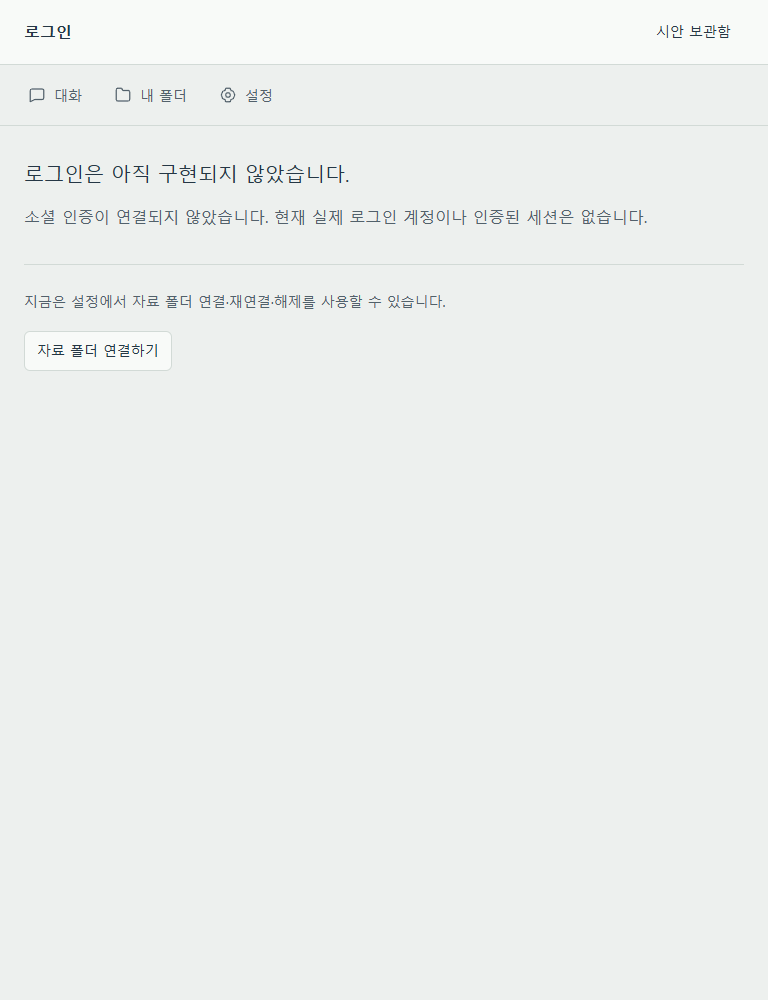 로그인
시안 보관함
대화
내 폴더
설정
로그인은 아직 구현되지 않았습니다.
소셜 인증이 연결되지 않았습니다. 현재 실제 로그인 계정이나 인증된 세션은 없습니다.
지금은 설정에서 자료 폴더 연결·재연결·해제를 사용할 수 있습니다.
자료 폴더 연결하기